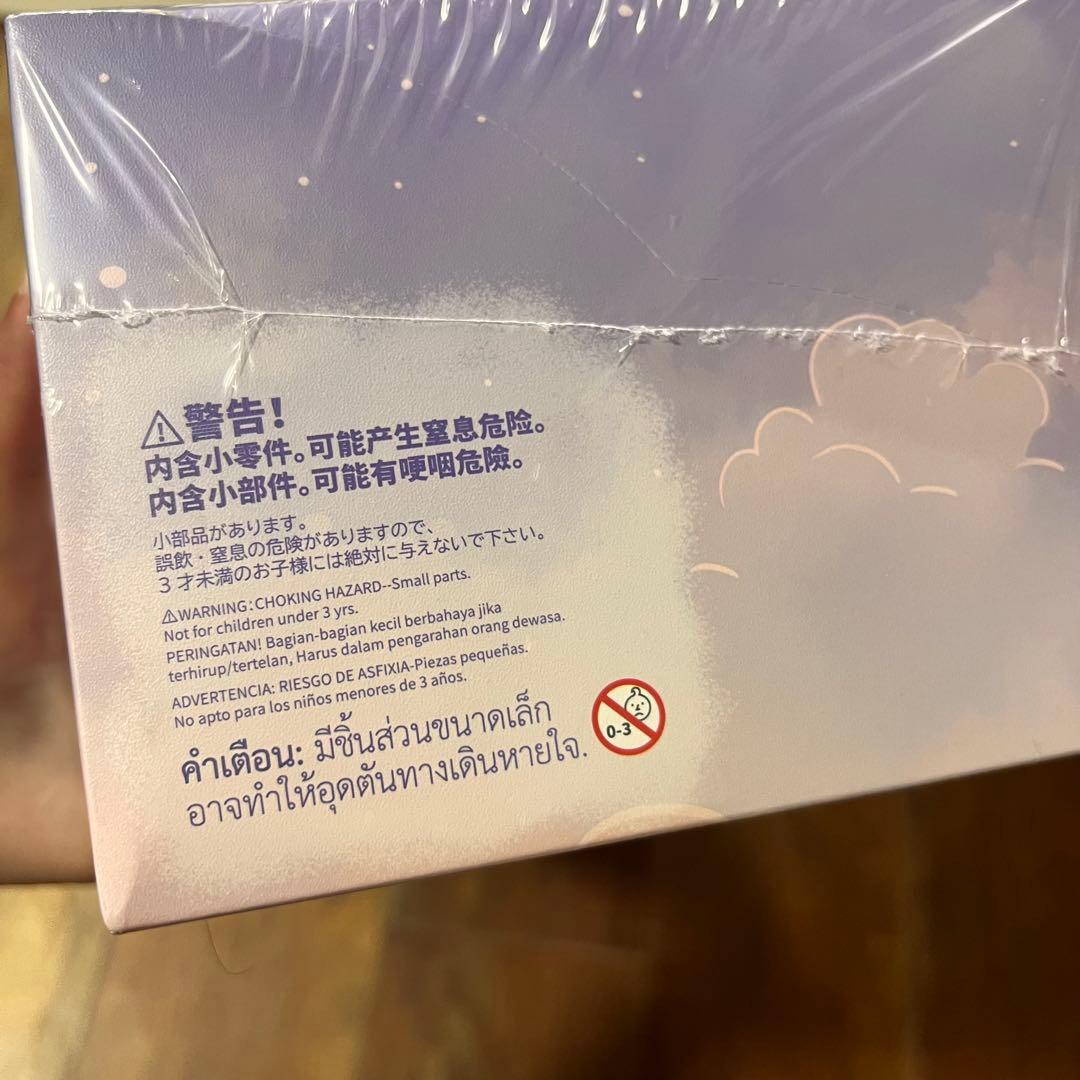 ⚠警告!
内含小零件。可能产生窒息危险。
内含小部件。可能有哽咽危險。
小部品があります。
誤飲・窒息の危険がありますので、
3才未満のお子様には絶対に与えないで下さい。
⚠WARNING:CHOKING HAZARD--Small parts.
Not for children under 3 yrs.
PERINGATAN! Bagian-bagian kecil berbahaya jika
terhirup/tertelan, Harus dalam pengarahan orang dewasa.
ADVERTENCIA: RIESGO DE ASFIXIA-Piezas pequeñas.
No apto para los niños menores de 3 años.
คำเตือน: มีชิ้นส่วนขนาดเล็ก
อาจทำให้อุดตันทางเดินหายใจ.
0-3